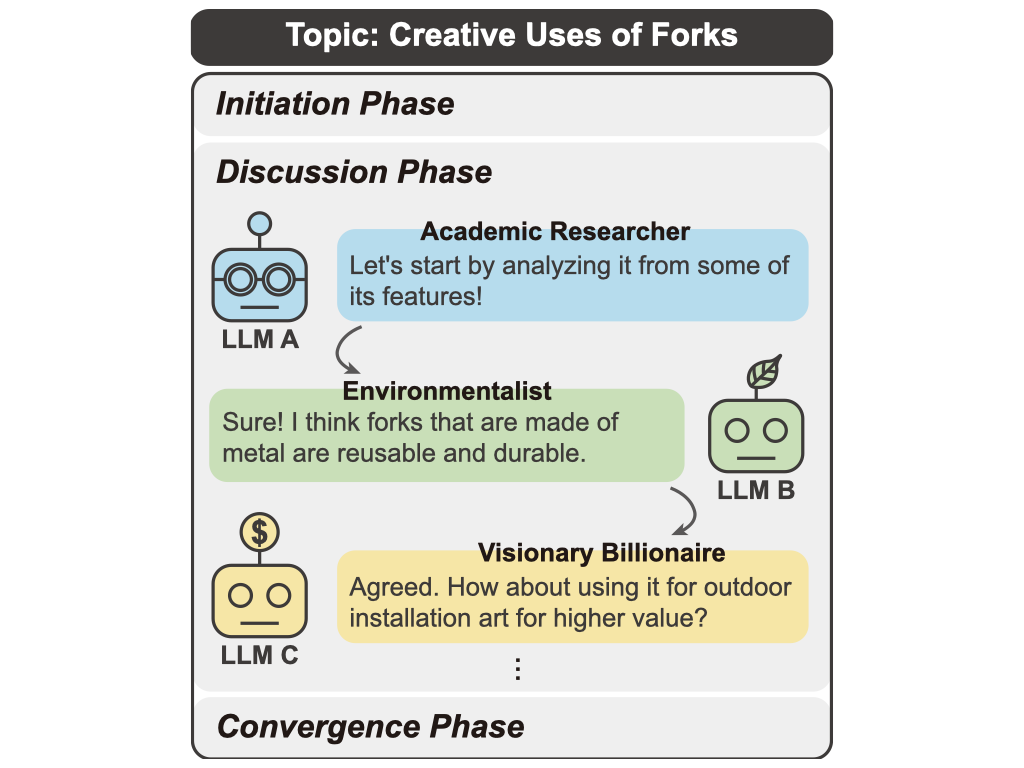 Topic: Creative Uses of Forks
Initiation Phase
Discussion Phase
Academic Researcher
Let's start by analyzing it from some of
its features!
LLM A
Environmentalist
Sure! I think forks that are made of
metal are reusable and durable.
LLM B
$
Visionary Billionaire
Agreed. How about using it for outdoor
installation art for higher value?
LLM C
⋮
Convergence Phase